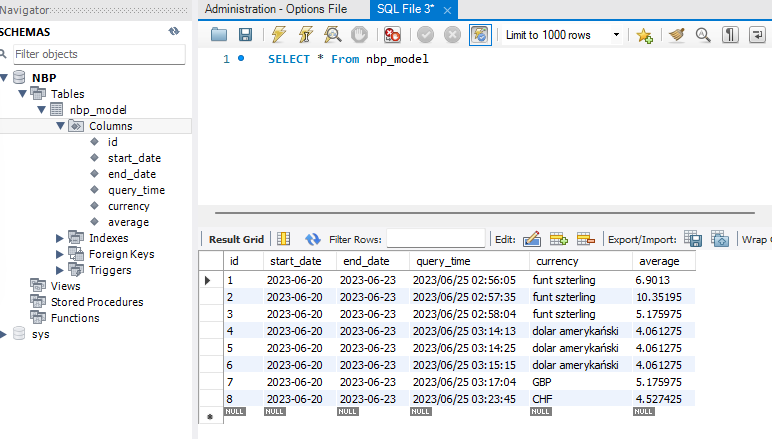 Navigator
Administration - Options File
SQL File 3*
SCHEMAS
Limit to 1000 rows
Filter objects
1
SELECT * From nbp_model
NBP
Tables
nbp_model
Columns
id
start_date
end_date
query_time
currency
average
Indexes
Foreign Keys
Triggers
Views
Stored Procedures
Functions
sys
Result Grid
Filter Rows:
Edit:
Export/Import:
Wrap C
id start_date end_date query_time currency average
1 2023-06-20 2023-06-23 2023/06/25 02:56:05 funt szterling 6.9013
2 2023-06-20 2023-06-23 2023/06/25 02:57:35 funt szterling 10.35195
3 2023-06-20 2023-06-23 2023/06/25 02:58:04 funt szterling 5.175975
4 2023-06-20 2023-06-23 2023/06/25 03:14:13 dolar amerykański 4.061275
5 2023-06-20 2023-06-23 2023/06/25 03:14:25 dolar amerykański 4.061275
6 2023-06-20 2023-06-23 2023/06/25 03:15:15 dolar amerykański 4.061275
7 2023-06-20 2023-06-23 2023/06/25 03:17:04 GBP 5.175975
8 2023-06-20 2023-06-23 2023/06/25 03:23:45 CHF 4.527425
NULL NULL NULL NULL NULL NULL